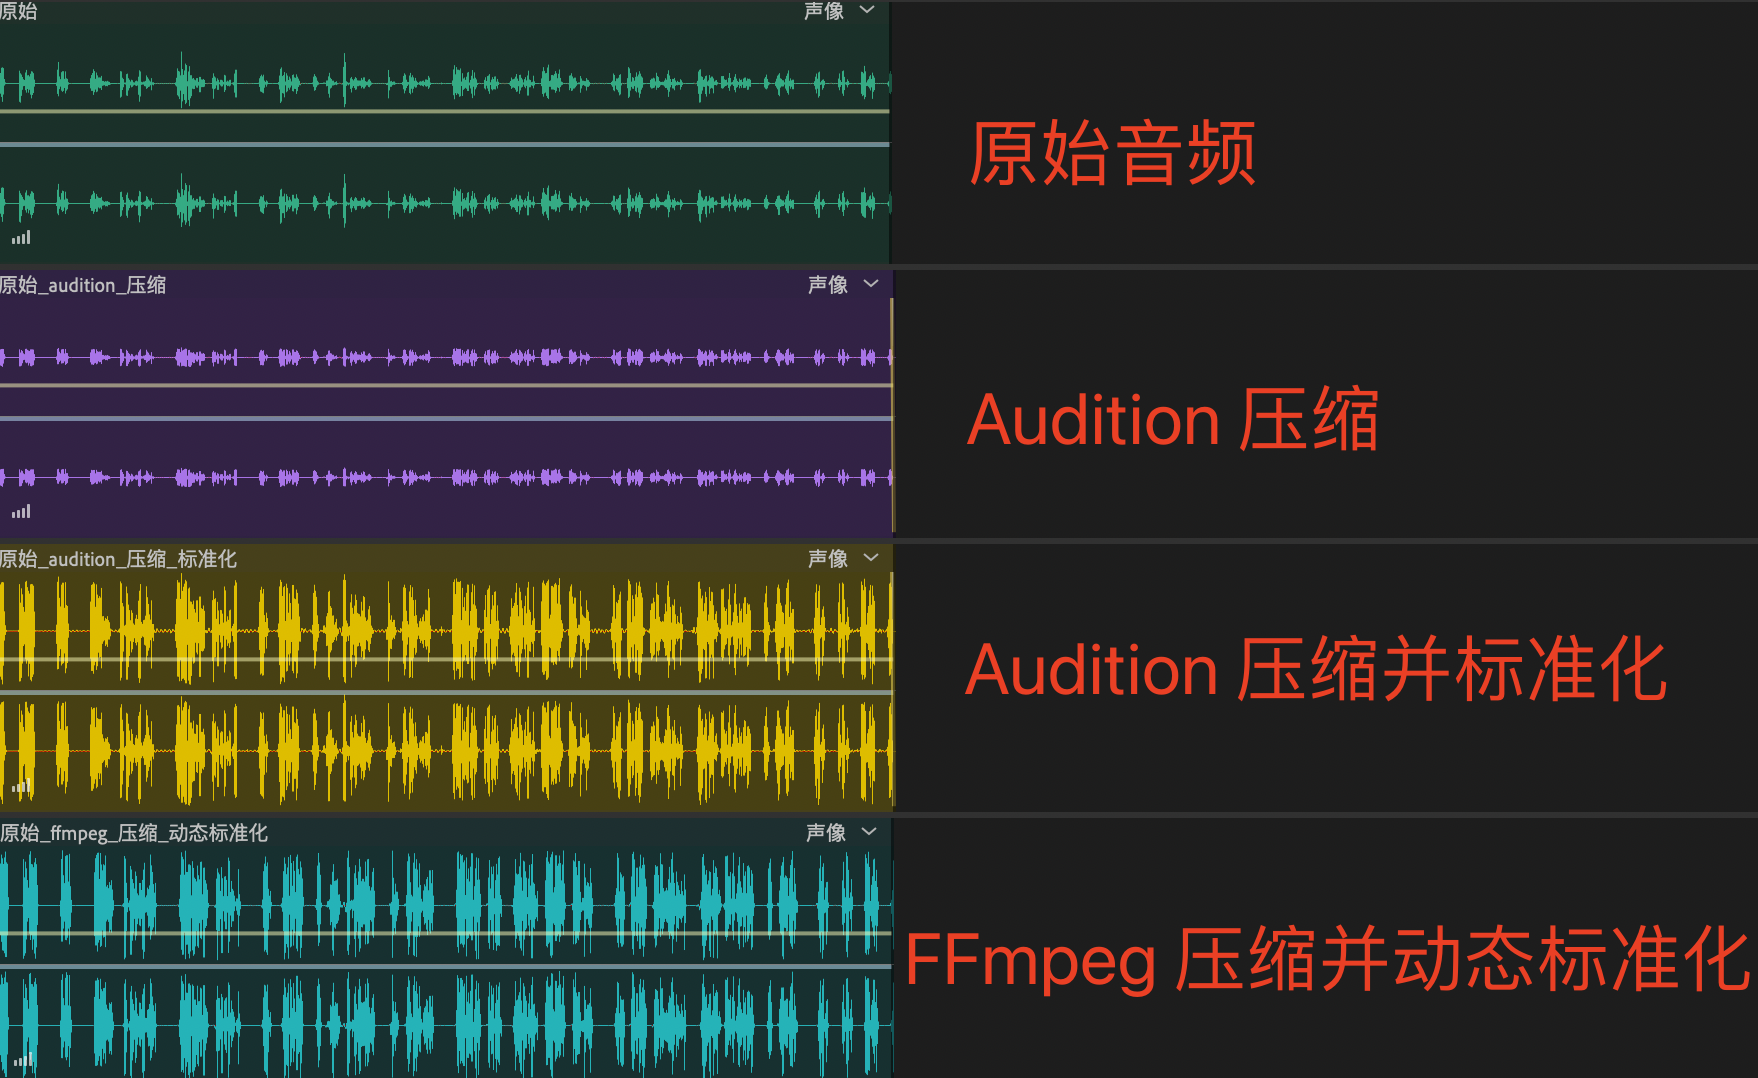 原始 声像
原始音频
原始_audition_压缩 声像
Audition 压缩
原始_audition_压缩_标准化 声像
Audition 压缩并标准化
原始_ffmpeg_压缩_动态标准化 声像
FFmpeg 压缩并动态标准化